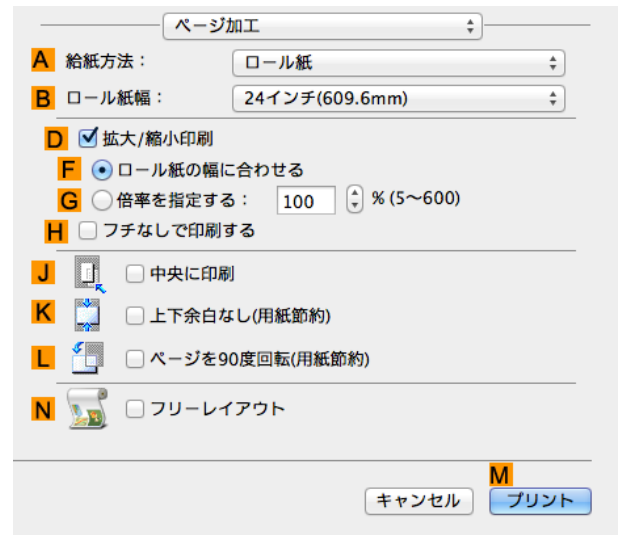 ページ加工
A 給紙方法： ロール紙
B ロール紙幅： 24インチ(609.6mm)
D 拡大/縮小印刷
F ロール紙の幅に合わせる
G 倍率を指定する： 100 % (5〜600)
H フチなしで印刷する
J 中央に印刷
K 上下余白なし(用紙節約)
L ページを90度回転(用紙節約)
N フリーレイアウト
M
キャンセル プリント